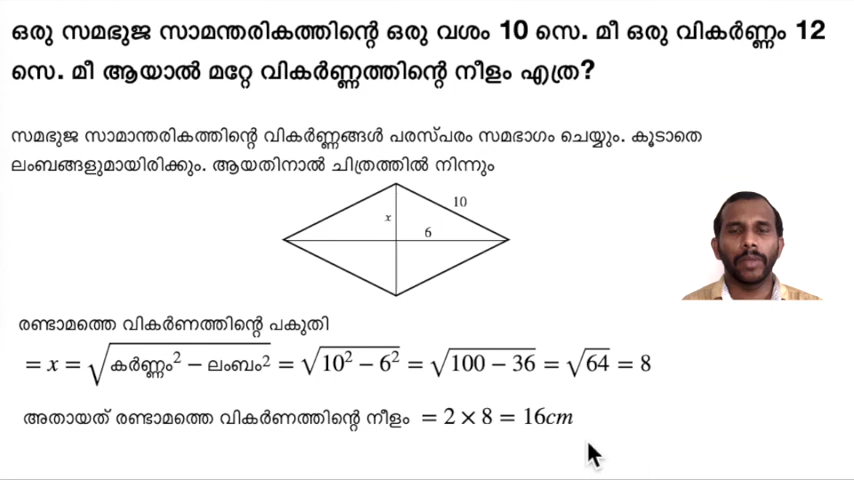 ഒരു സമഭുജ സാമന്തരികത്തിന്റെ ഒരു വശം 10 സെ. മീ ഒരു വികർണ്ണം 12
സെ. മീ ആയാൽ മറ്റേ വികർണ്ണത്തിന്റെ നീളം എത്ര?
സമഭുജ സാമാന്തരികത്തിന്റെ വികർണ്ണങ്ങൾ പരസ്പരം സമഭാഗം ചെയ്യും. കൂടാതെ
ലംബങ്ങളുമായിരിക്കും. ആയതിനാൽ ചിത്രത്തിൽ നിന്നും
10
x
6
രണ്ടാമത്തെ വികർണത്തിന്റെ പകുതി
= x = √(കർണ്ണം² − ലംബം²) = √(10² − 6²) = √(100 − 36) = √64 = 8
അതായത് രണ്ടാമത്തെ വികർണത്തിന്റെ നീളം = 2 × 8 = 16cm